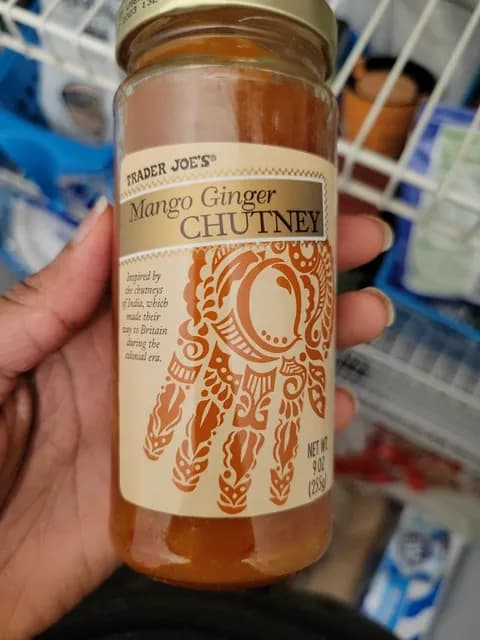 TRADER JOE'S®
Mango Ginger
CHUTNEY
Inspired by
the chutneys
of India, which
made their
way to Britain
during the
colonial era.
NET WT.
9 OZ
(255g)